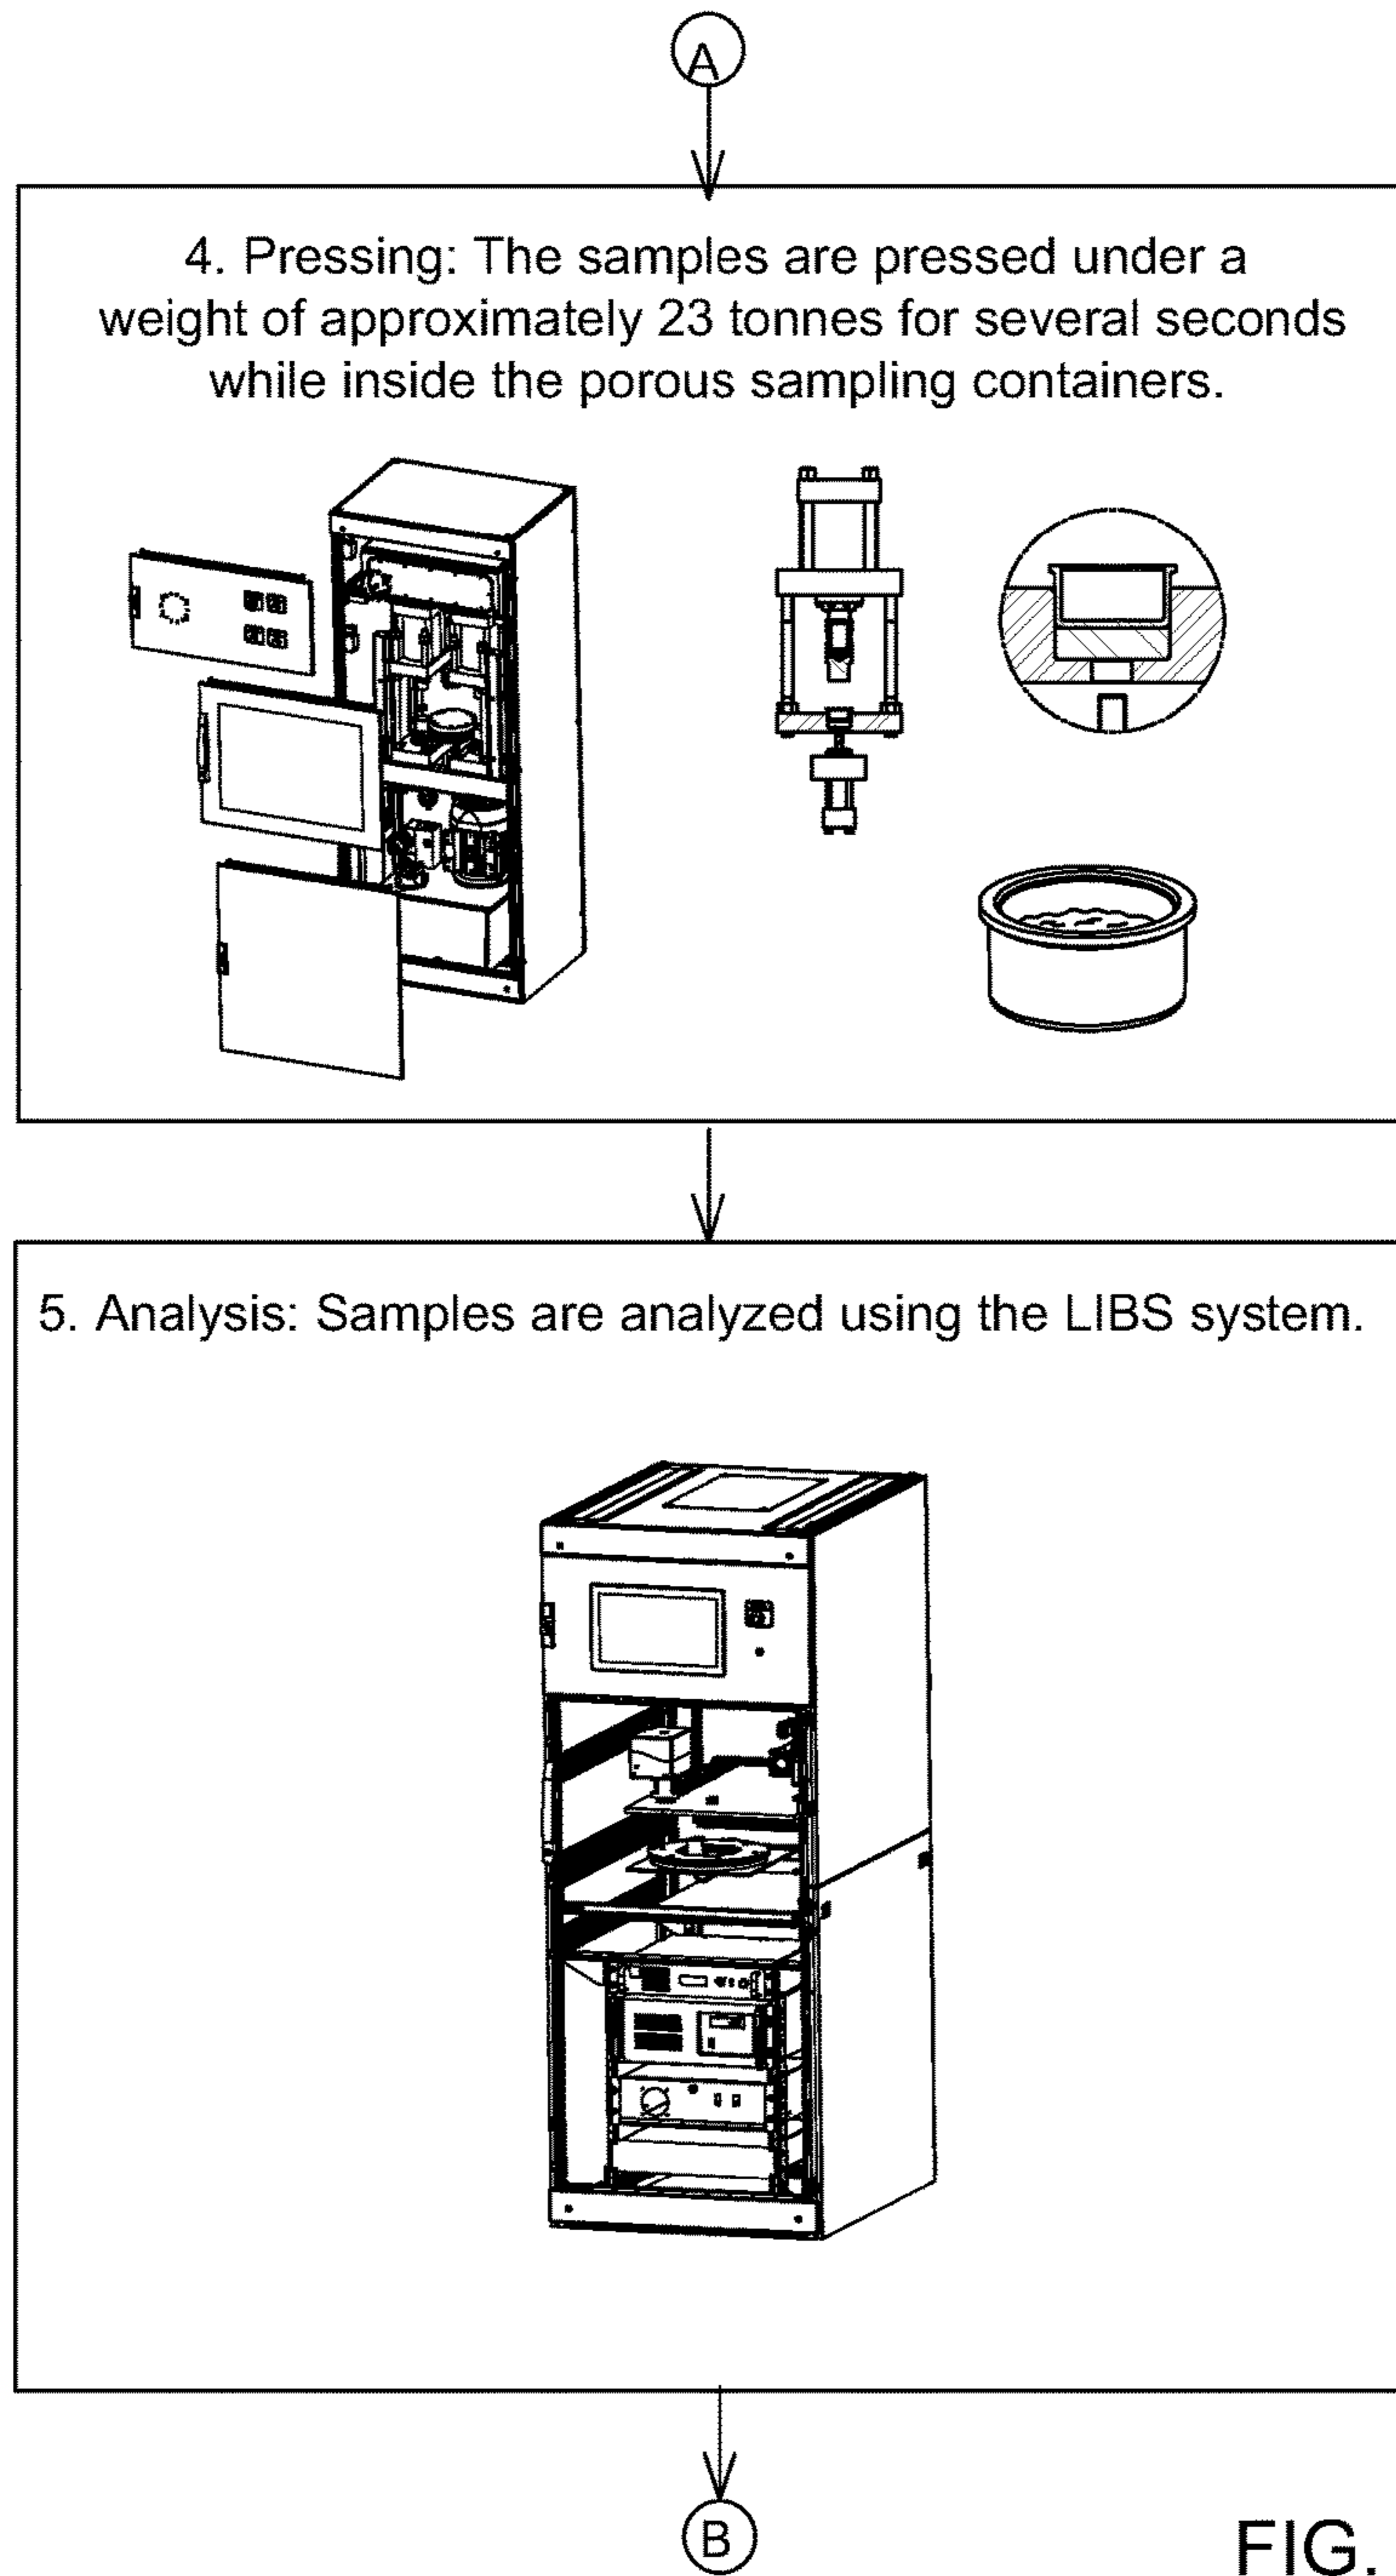 A
4. Pressing: The samples are pressed under a
weight of approximately 23 tonnes for several seconds
while inside the porous sampling containers.
5. Analysis: Samples are analyzed using the LIBS system.
B
FIG.